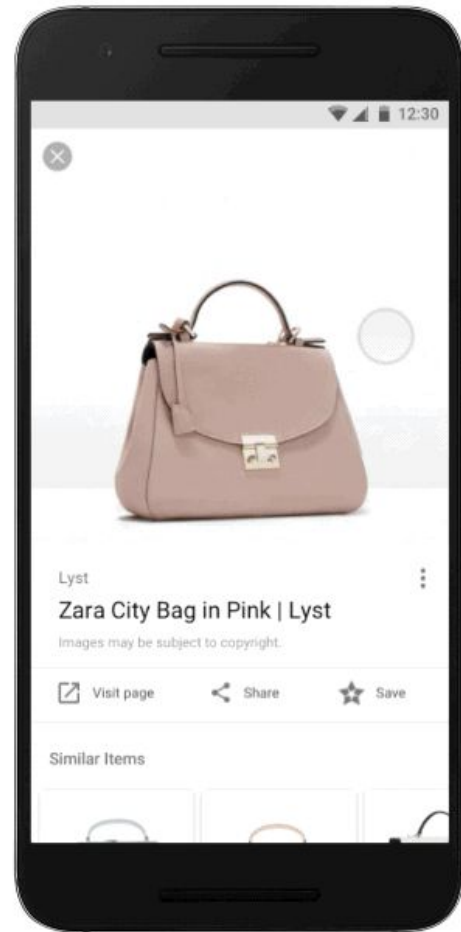 12:30
Lyst
Zara City Bag in Pink | Lyst
Images may be subject to copyright.
Visit page Share Save
Similar Items